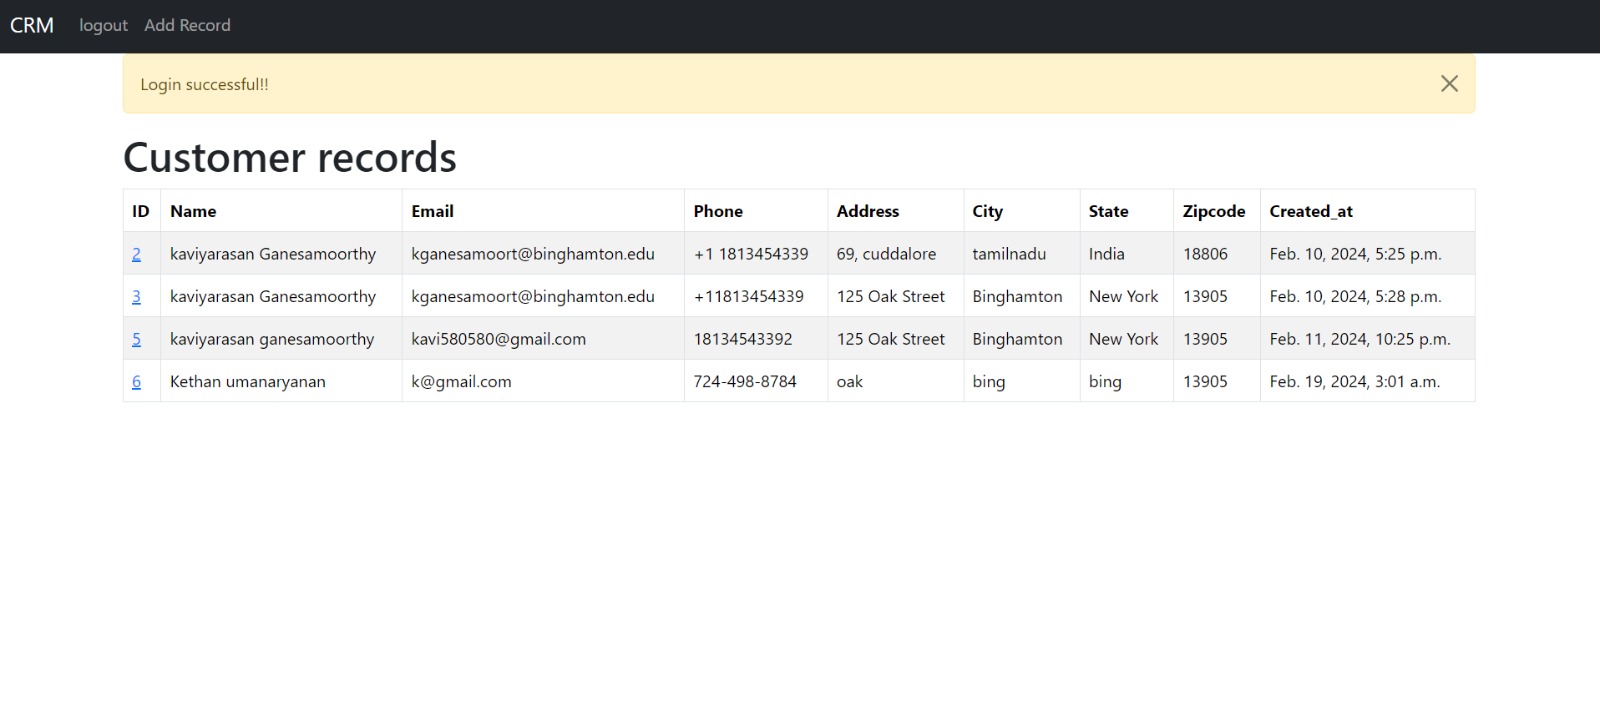 CRM logout Add Record
Login successful!!
Customer records
ID Name Email Phone Address City State Zipcode Created_at
2 kaviyarasan Ganesamoorthy kganesamoort@binghamton.edu +1 1813454339 69, cuddalore tamilnadu India 18806 Feb. 10, 2024, 5:25 p.m.
3 kaviyarasan Ganesamoorthy kganesamoort@binghamton.edu +11813454339 125 Oak Street Binghamton New York 13905 Feb. 10, 2024, 5:28 p.m.
5 kaviyarasan ganesamoorthy kavi580580@gmail.com 18134543392 125 Oak Street Binghamton New York 13905 Feb. 11, 2024, 10:25 p.m.
6 Kethan umanaryanan k@gmail.com 724-498-8784 oak bing bing 13905 Feb. 19, 2024, 3:01 a.m.